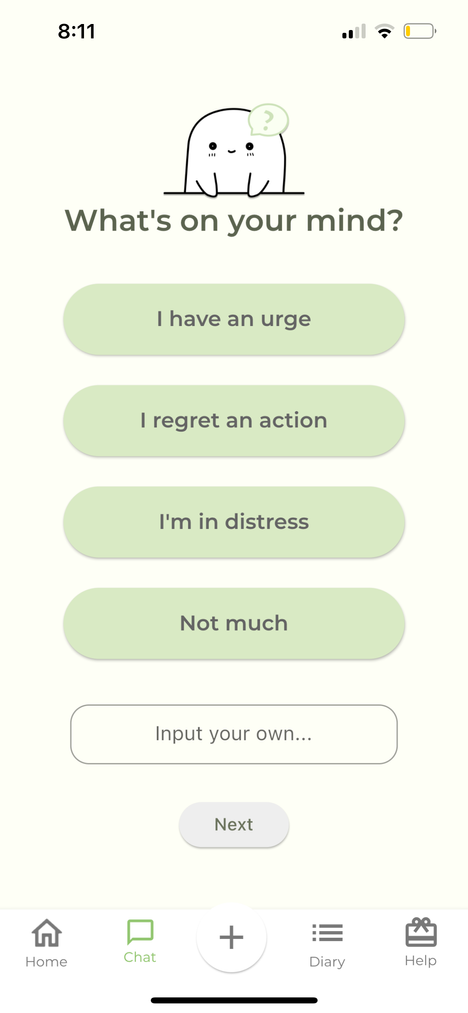 8:11
?
What's on your mind?
I have an urge
I regret an action
I'm in distress
Not much
Input your own...
Next
Home
Chat
+
Diary
Help